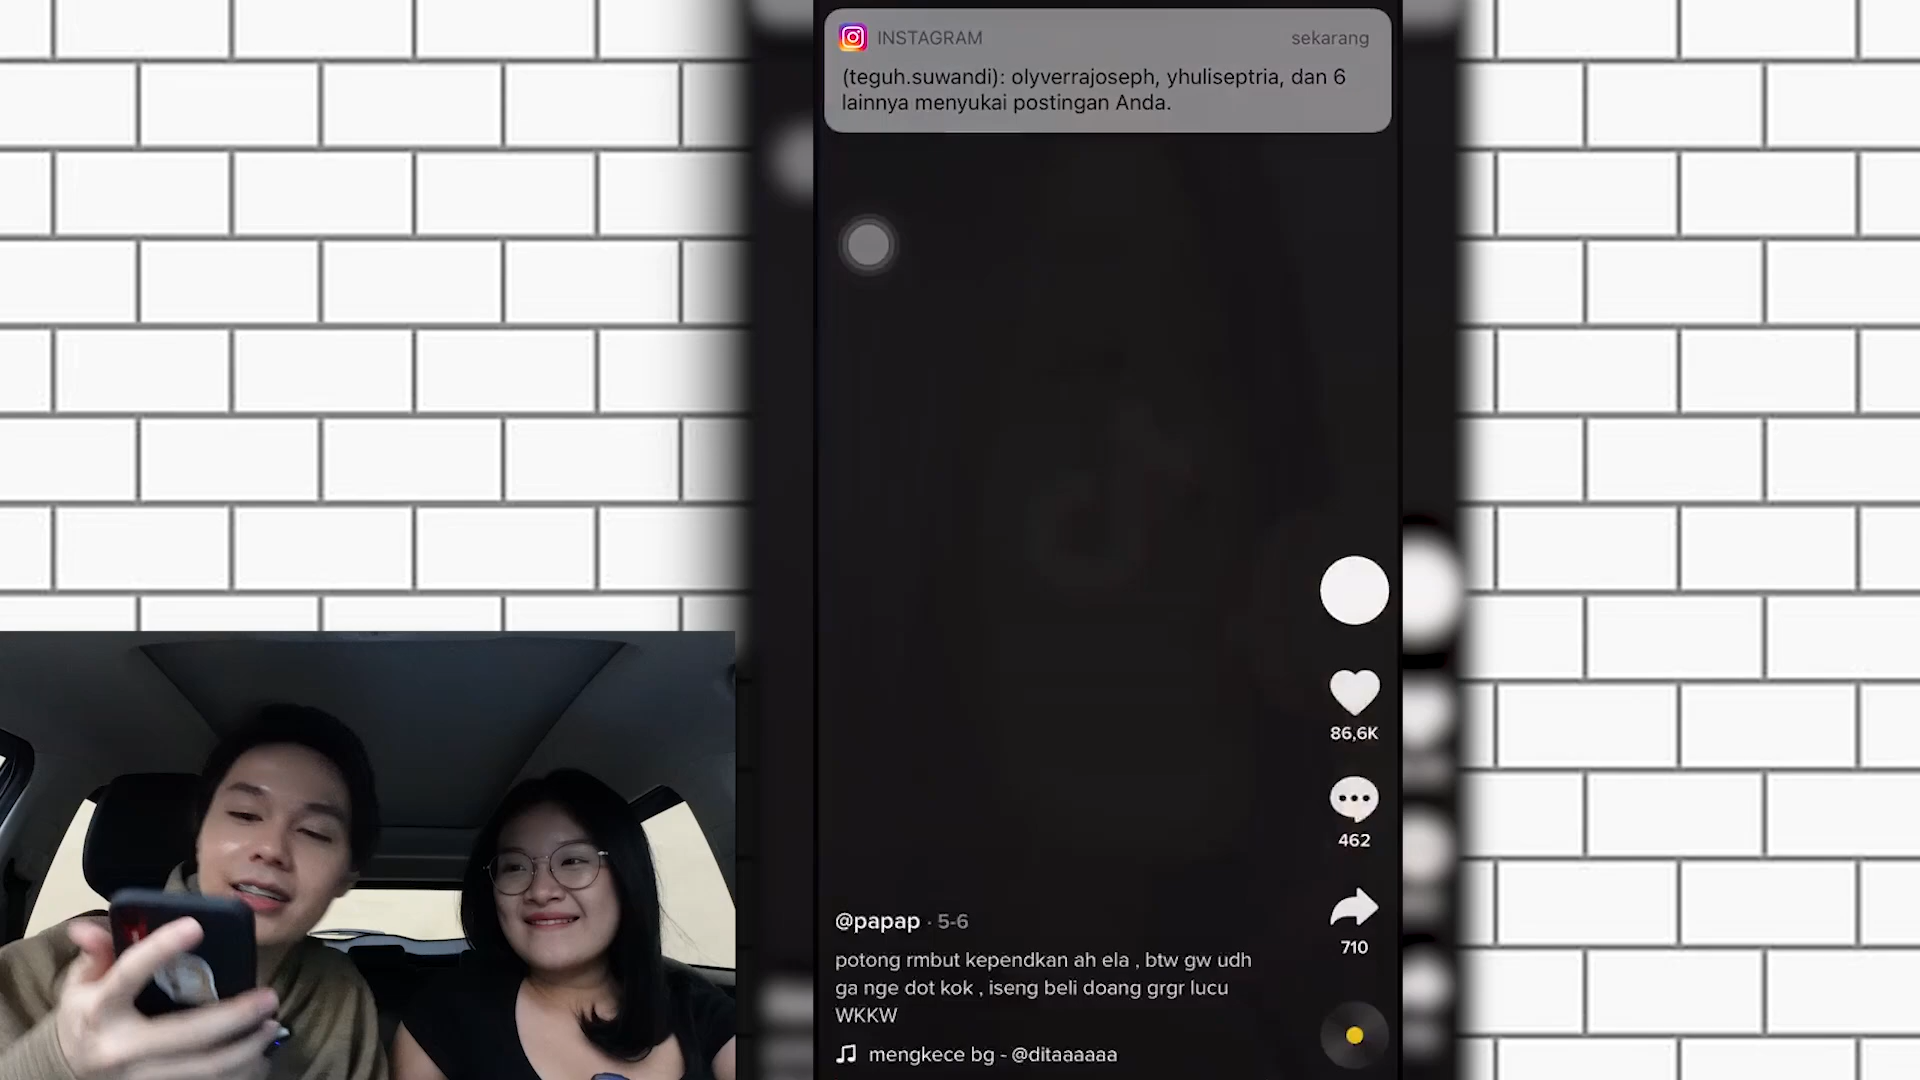 INSTAGRAM
sekarang
(teguh.suwandi): olyverrajoseph, yhuliseptria, dan 6
lainnya menyukai postingan Anda.
86,6K
462
710
@papap · 5-6
potong rmbut kependkan ah ela , btw gw udh
ga nge dot kok , iseng beli doang grgr lucu
WKKW
mengkece bg - @ditaaaaaa